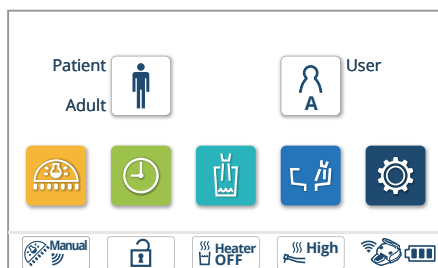 Patient
User
Adult
A
Manual
Heater
OFF
High